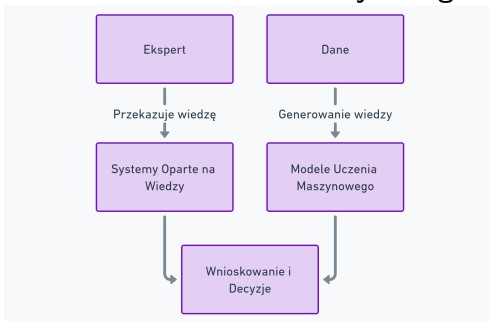 Ekspert
Dane
Przekazuje wiedzę
Generowanie wiedzy
Systemy Oparte na
Wiedzy
Modele Uczenia
Maszynowego
Wnioskowanie i
Decyzje